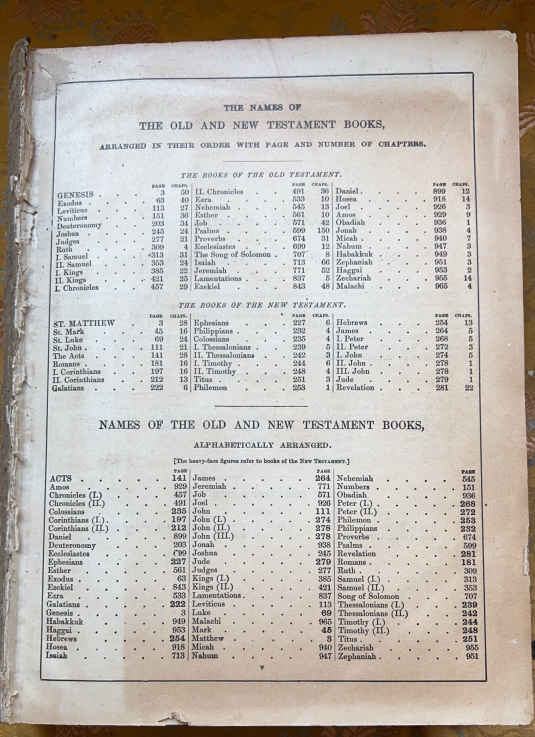 THE NAMES OF
THE OLD AND NEW TESTAMENT BOOKS,
ARRANGED IN THEIR ORDER WITH PAGE AND NUMBER OF CHAPTERS.
THE BOOKS OF THE OLD TESTAMENT.
PAGE CHAPS. PAGE CHAPS. PAGE CHAPS.
GENESIS 3 50 II. Chronicles 491 36 Daniel 899 12
Exodus 63 40 Ezra 533 10 Hosea 918 14
Leviticus 113 27 Nehemiah 545 13 Joel 926 3
Numbers 151 36 Esther 561 10 Amos 929 9
Deuteronomy 203 34 Job 571 42 Obadiah 936 1
Joshua 245 24 Psalms 599 150 Jonah 938 4
Judges 277 21 Proverbs 674 31 Micah 940 7
Ruth 309 4 Ecclesiastes 699 12 Nahum 947 3
I. Samuel 313 31 The Song of Solomon 707 8 Habakkuk 949 3
II. Samuel 353 24 Isaiah 713 66 Zephaniah 951 3
I. Kings 385 22 Jeremiah 771 52 Haggai 953 2
II. Kings 421 25 Lamentations 837 5 Zechariah 955 14
I. Chronicles 457 29 Ezekiel 843 48 Malachi 965 4
THE BOOKS OF THE NEW TESTAMENT.
PAGE CHAPS. PAGE CHAPS. PAGE CHAPS.
ST. MATTHEW 3 28 Ephesians 227 6 Hebrews 254 13
St. Mark 45 16 Philippians 232 4 James 264 5
St. Luke 69 24 Colossians 235 4 I. Peter 268 5
St. John 111 21 I. Thessalonians 239 5 II. Peter 272 3
The Acts 141 28 II. Thessalonians 242 3 I. John 274 5
Romans 181 16 I. Timothy 244 6 II. John 278 1
I. Corinthians 197 16 II. Timothy 248 4 III. John 278 1
II. Corinthians 212 13 Titus 251 3 Jude 279 1
Galatians 222 6 Philemon 253 1 Revelation 281 22
NAMES OF THE OLD AND NEW TESTAMENT BOOKS,
ALPHABETICALLY ARRANGED.
[The heavy-face figures refer to books of the NEW TESTAMENT.]
PAGE PAGE PAGE
ACTS 141 James 264 Nehemiah 545
Amos 929 Jeremiah 771 Numbers 151
Chronicles (I.) 457 Job 571 Obadiah 936
Chronicles (II.) 491 Joel 926 Peter (I.) 268
Colossians 235 John 111 Peter (II.) 272
Corinthians (I.) 197 John (I.) 274 Philemon 253
Corinthians (II.) 212 John (II.) 278 Philippians 232
Daniel 899 John (III.) 278 Proverbs 674
Deuteronomy 203 Jonah 938 Psalms 599
Ecclesiastes 699 Joshua 245 Revelation 281
Ephesians 227 Jude 279 Romans 181
Esther 561 Judges 277 Ruth 309
Exodus 63 Kings (I.) 385 Samuel (I.) 313
Ezekiel 843 Kings (II.) 421 Samuel (II.) 353
Ezra 533 Lamentations 837 Song of Solomon 707
Galatians 222 Leviticus 113 Thessalonians (I.) 239
Genesis 3 Luke 69 Thessalonians (II.) 242
Habakkuk 949 Malachi 965 Timothy (I.) 244
Haggai 953 Mark 45 Timothy (II.) 248
Hebrews 254 Matthew 3 Titus 251
Hosea 918 Micah 940 Zechariah 955
Isaiah 713 Nahum 947 Zephaniah 951
v